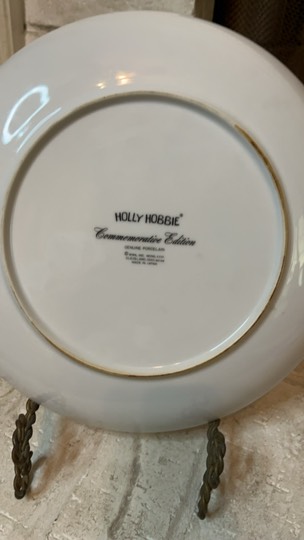 HOLLY HOBBIE®
Commemorative Edition
GENUINE PORCELAIN
MADE IN JAPAN